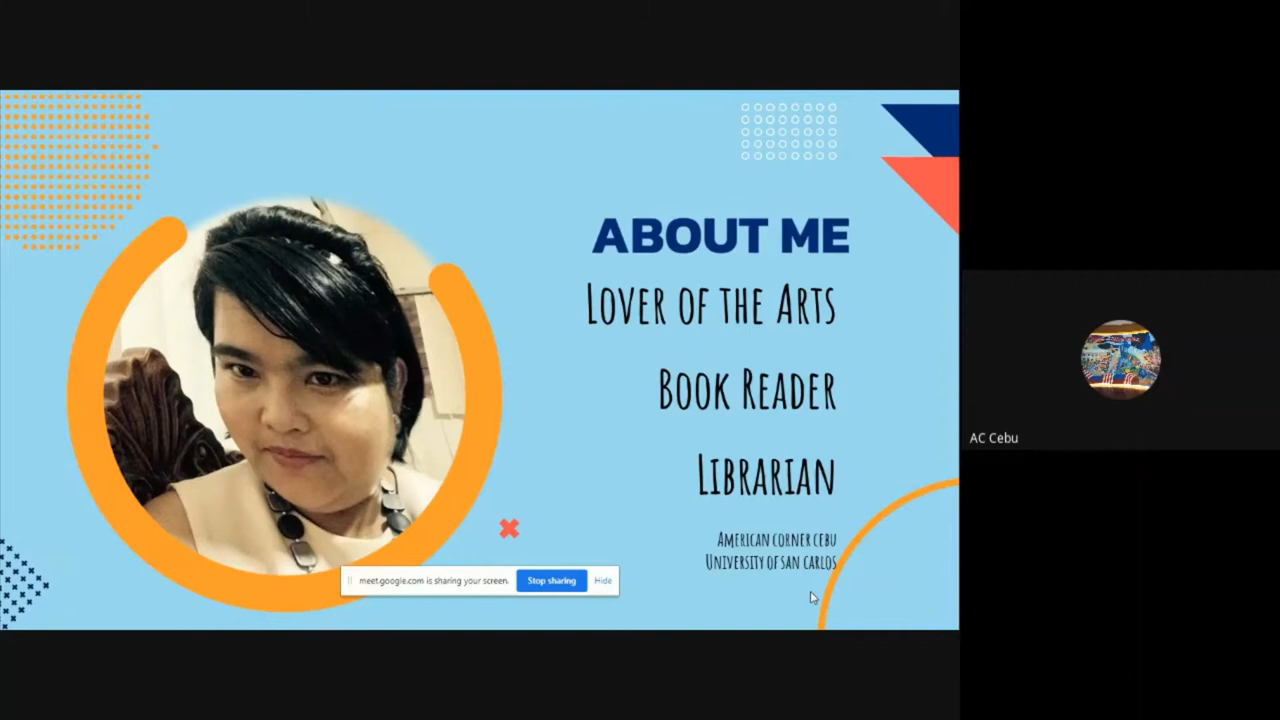 ABOUT ME
LOVER OF THE ARTS
BOOK READER
LIBRARIAN
AMERICAN CORNER CEBU
UNIVERSITY OF SAN CARLOS
meet.google.com is sharing your screen. Stop sharing Hide
AC Cebu